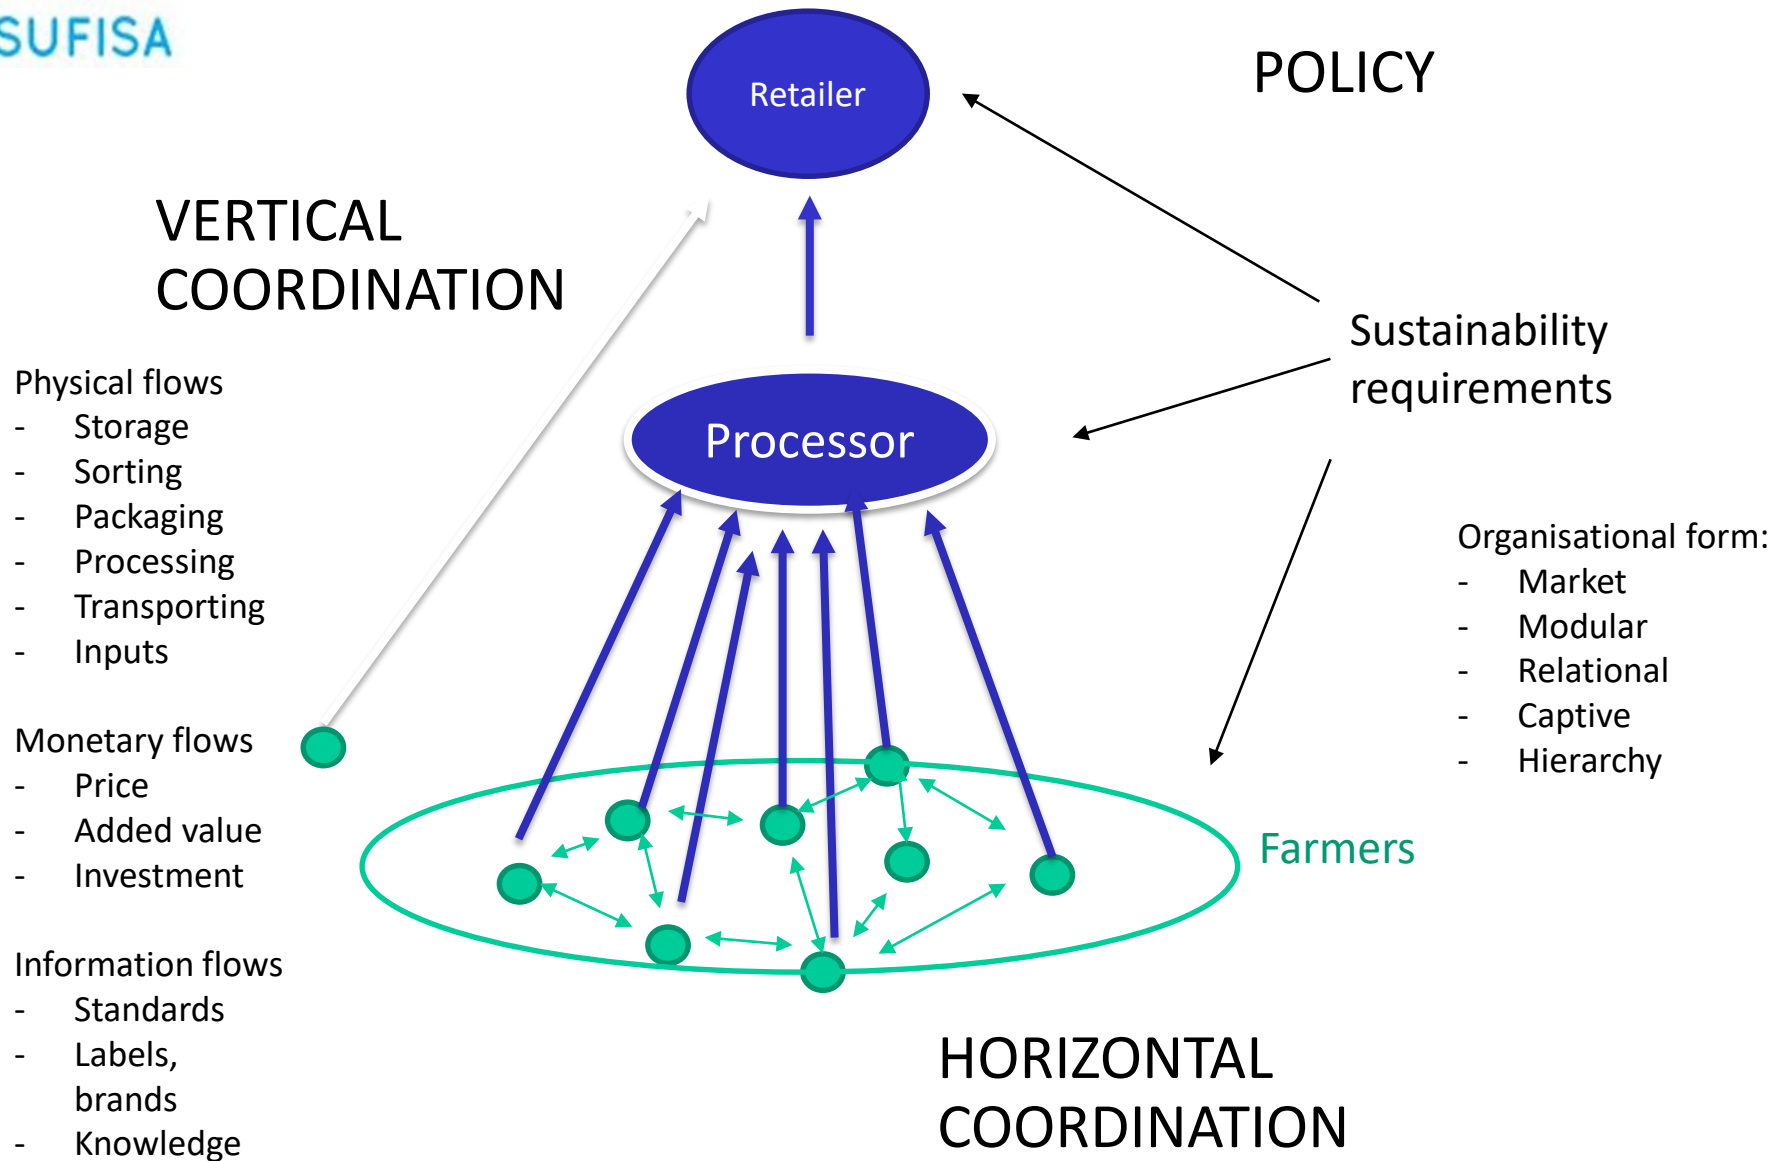 SUFISA
Retailer
POLICY
VERTICAL
COORDINATION
Sustainability
requirements
Physical flows
- Storage
- Sorting
- Packaging
- Processing
- Transporting
- Inputs
Processor
Organisational form:
- Market
- Modular
- Relational
- Captive
- Hierarchy
Monetary flows
- Price
- Added value
- Investment
Farmers
Information flows
- Standards
- Labels,
brands
- Knowledge
HORIZONTAL
COORDINATION